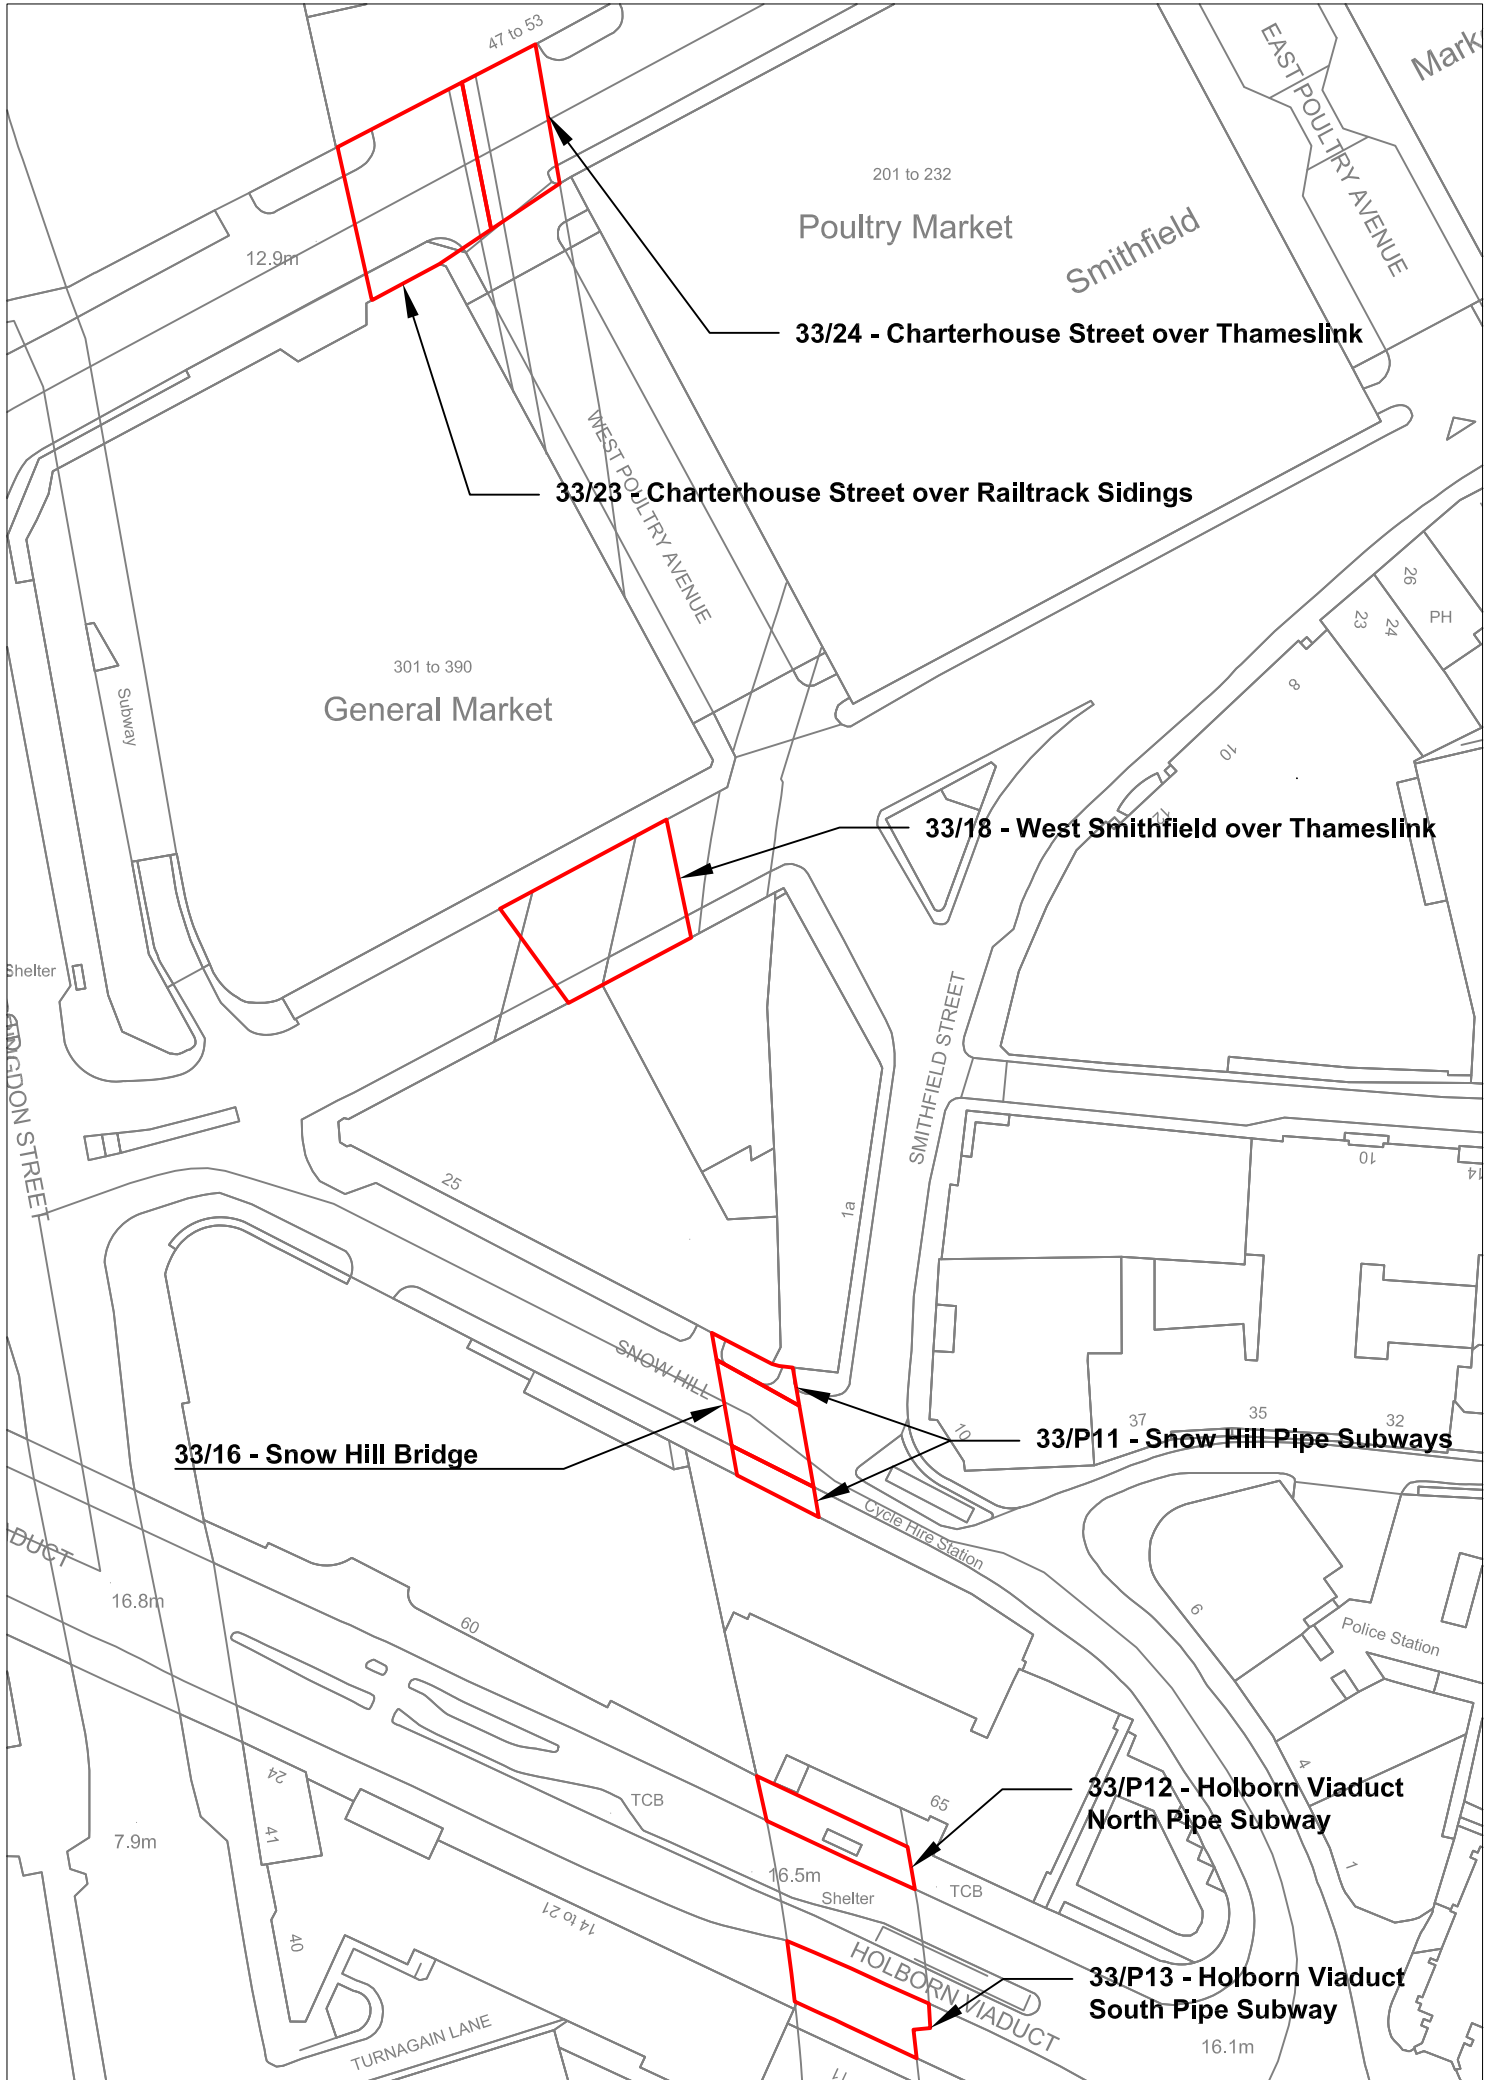 47 to 53
EAST POULTRY AVENUE
201 to 232
Poultry Market
Smithfield
12.9m
33/24 - Charterhouse Street over Thameslink
WEST POULTRY AVENUE
33/23 - Charterhouse Street over Railtrack Sidings
26
23
24
PH
301 to 390
General Market
8
Subway
10
12
33/18 - West Smithfield over Thameslink
Shelter
SMITHFIELD STREET
STREET
10
14
25
1a
SNOW HILL
10
37
35
32
33/16 - Snow Hill Bridge
33/P11 - Snow Hill Pipe Subways
Cycle Hire Station
16.8m
60
6
Police Station
24
TCB
65
4
33/P12 - Holborn Viaduct
North Pipe Subway
7.9m
41
16.5m
Shelter
TCB
1
14 to 21
40
HOLBORN VIADUCT
33/P13 - Holborn Viaduct
South Pipe Subway
TURNAGAIN LANE
16.1m